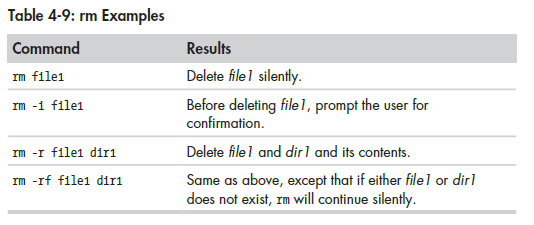 Table 4-9: rm Examples
Command Results
rm file1 Delete file1 silently.
rm -i file1 Before deleting file1, prompt the user for
confirmation.
rm -r file1 dir1 Delete file1 and dir1 and its contents.
rm -rf file1 dir1 Same as above, except that if either file1 or dir1
does not exist, rm will continue silently.